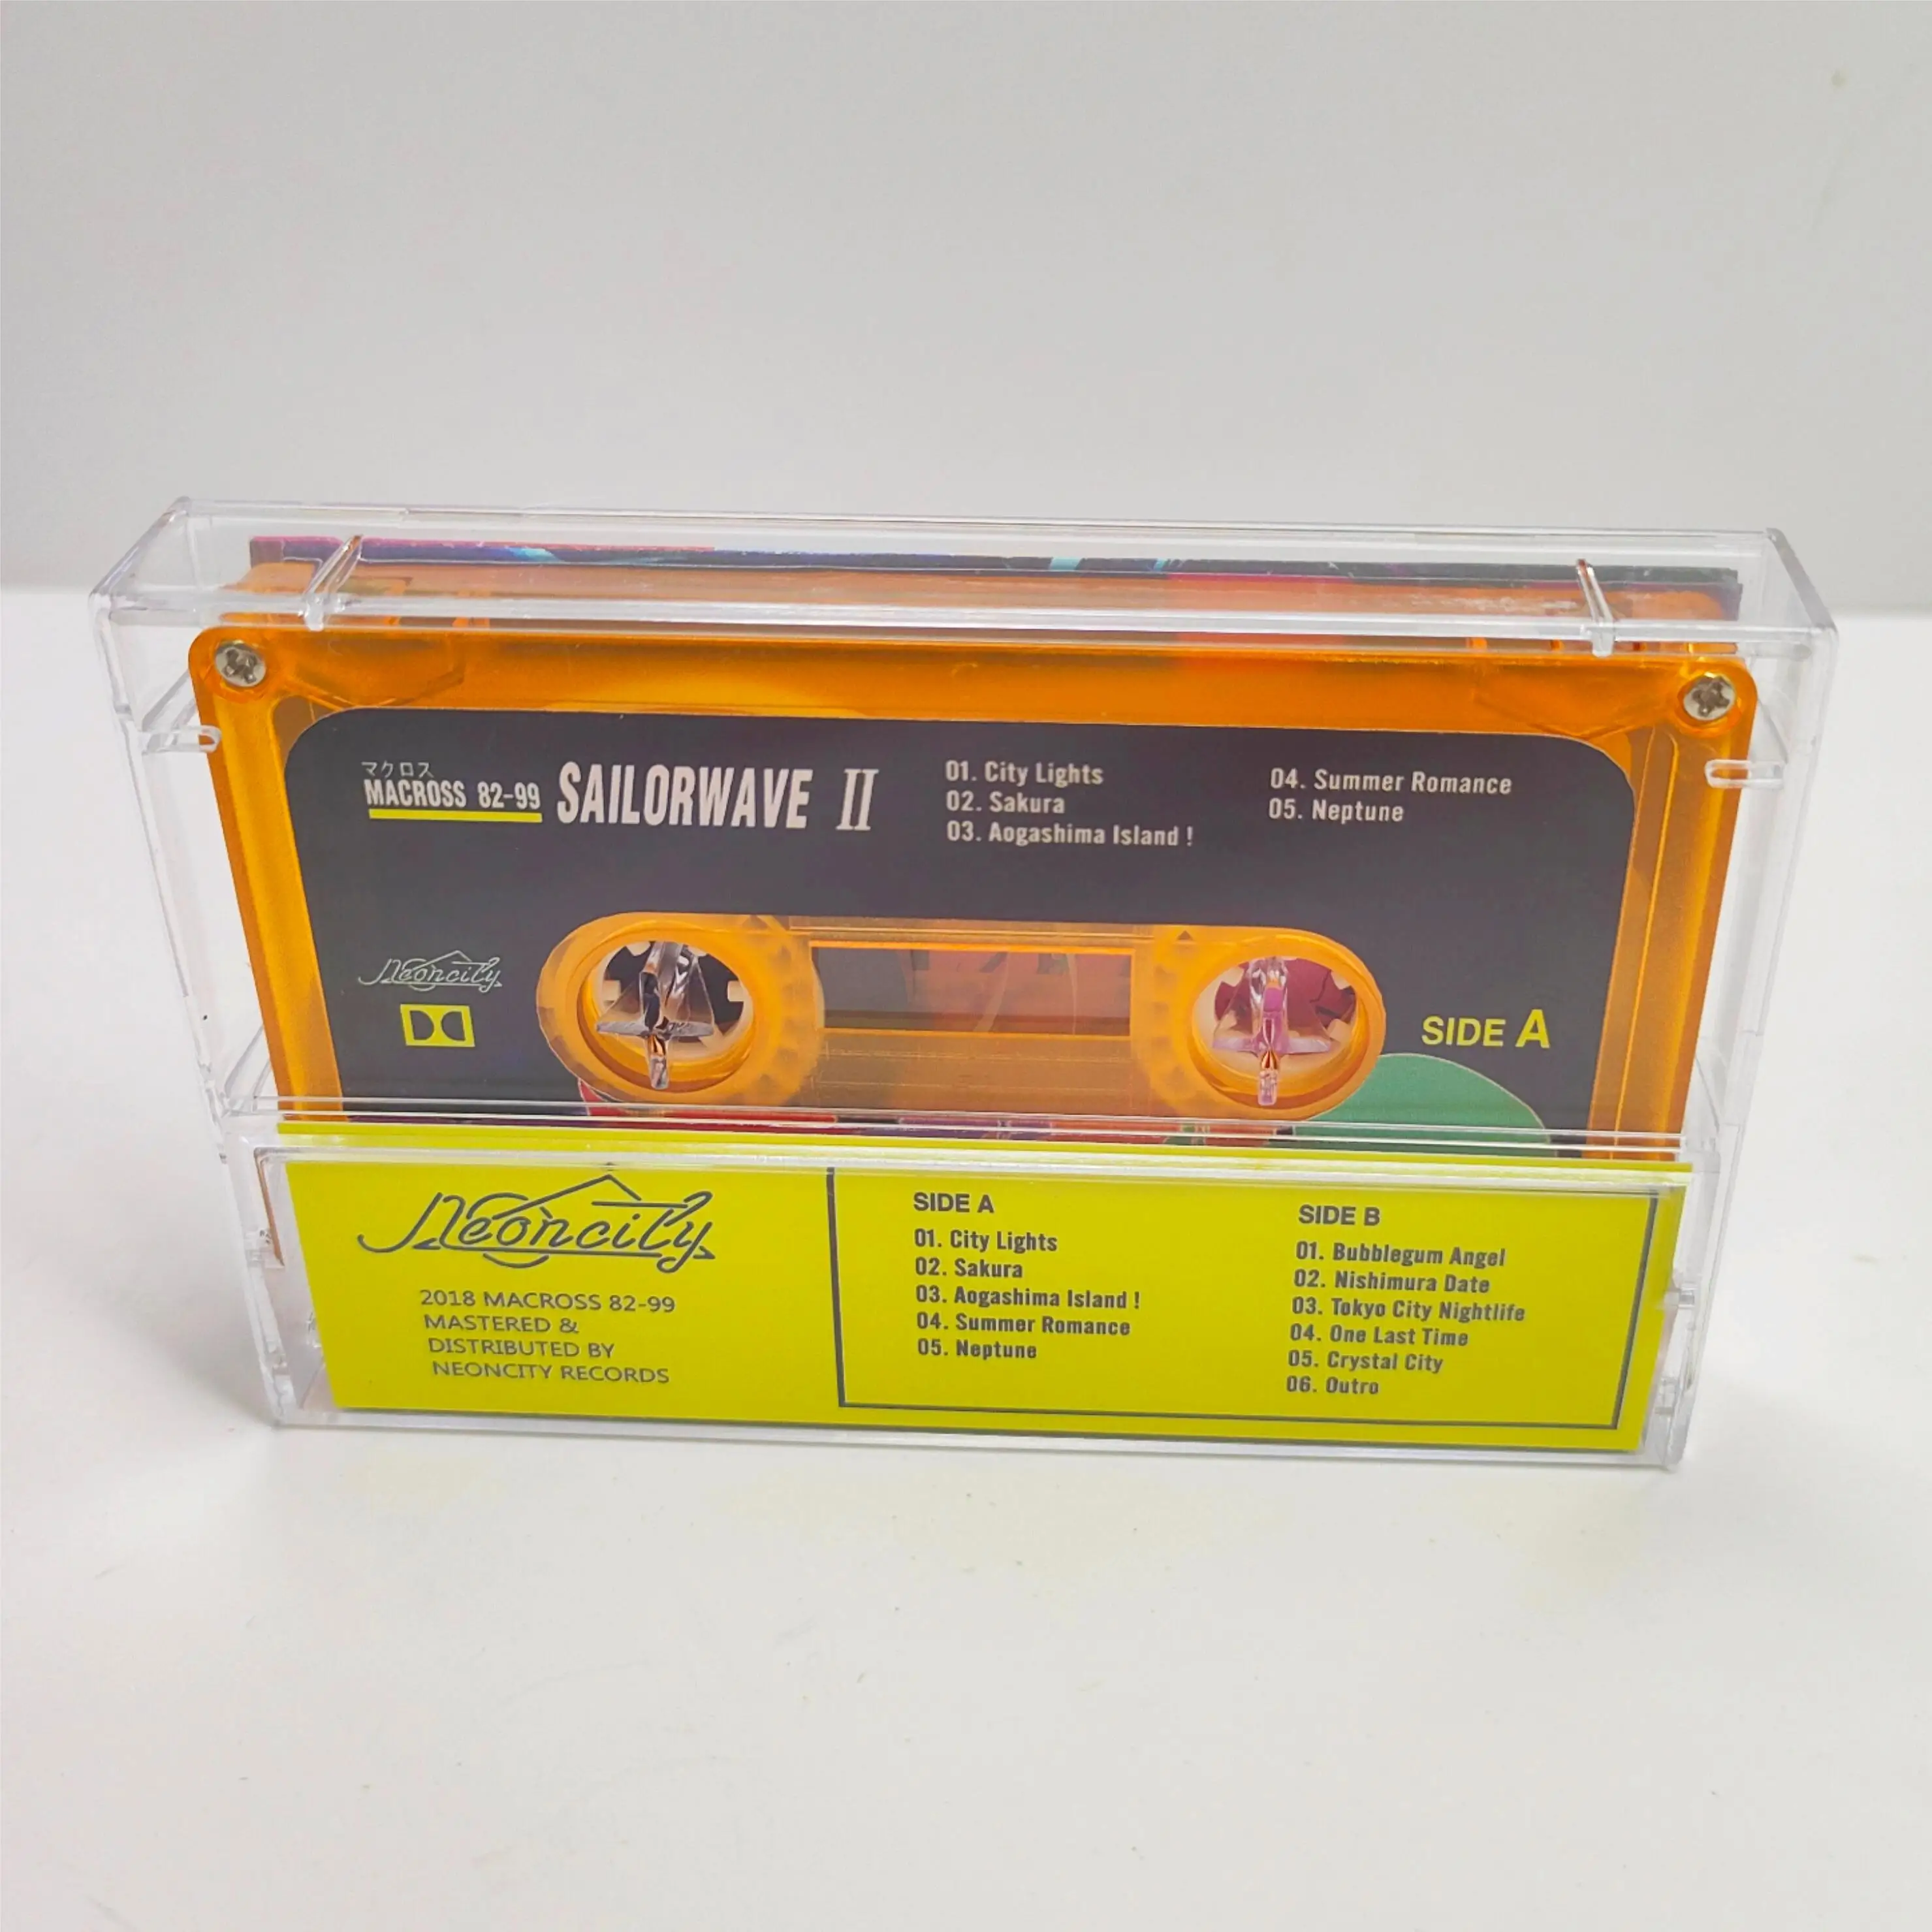 マクロス
MACROSS 82-99
SAILORWAVE II
01. City Lights
02. Sakura
03. Aogashima Island !
04. Summer Romance
05. Neptune
Neoncity
SIDE A
Neoncity
2018 MACROSS 82-99
MASTERED &
DISTRIBUTED BY
NEONCITY RECORDS
SIDE A
01. City Lights
02. Sakura
03. Aogashima Island !
04. Summer Romance
05. Neptune
SIDE B
01. Bubblegum Angel
02. Nishimura Date
03. Tokyo City Nightlife
04. One Last Time
05. Crystal City
06. Outro